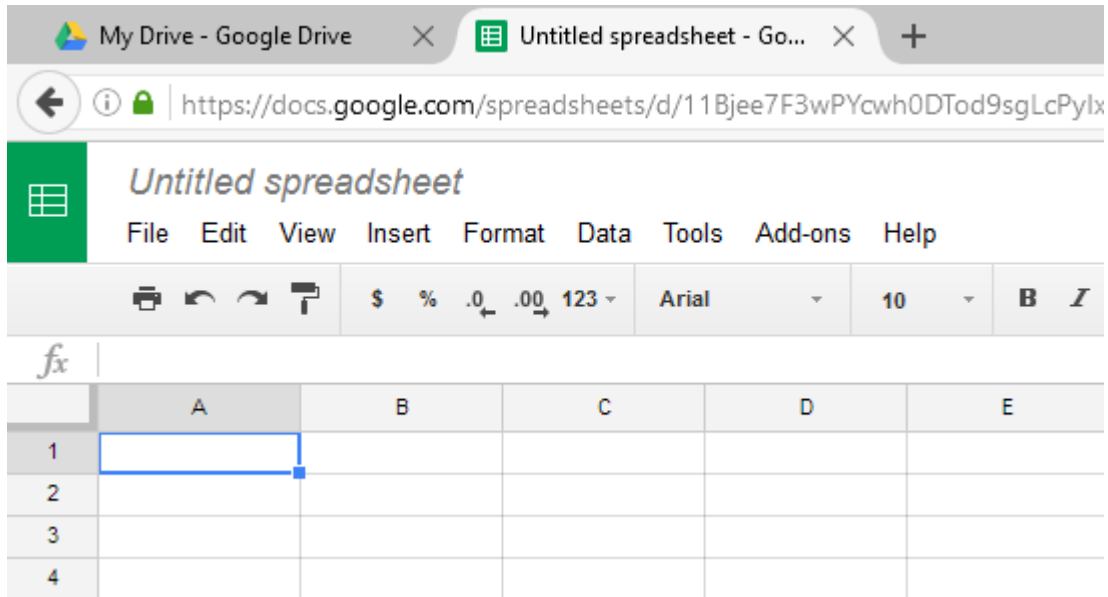 My Drive - Google Drive Untitled spreadsheet - Go...
https://docs.google.com/spreadsheets/d/11Bjee7F3wPYcwh0DTod9sgLcPyIx
Untitled spreadsheet
File Edit View Insert Format Data Tools Add-ons Help
$ % .0 .00 123 Arial 10 B I
fx
A B C D E
1
2
3
4